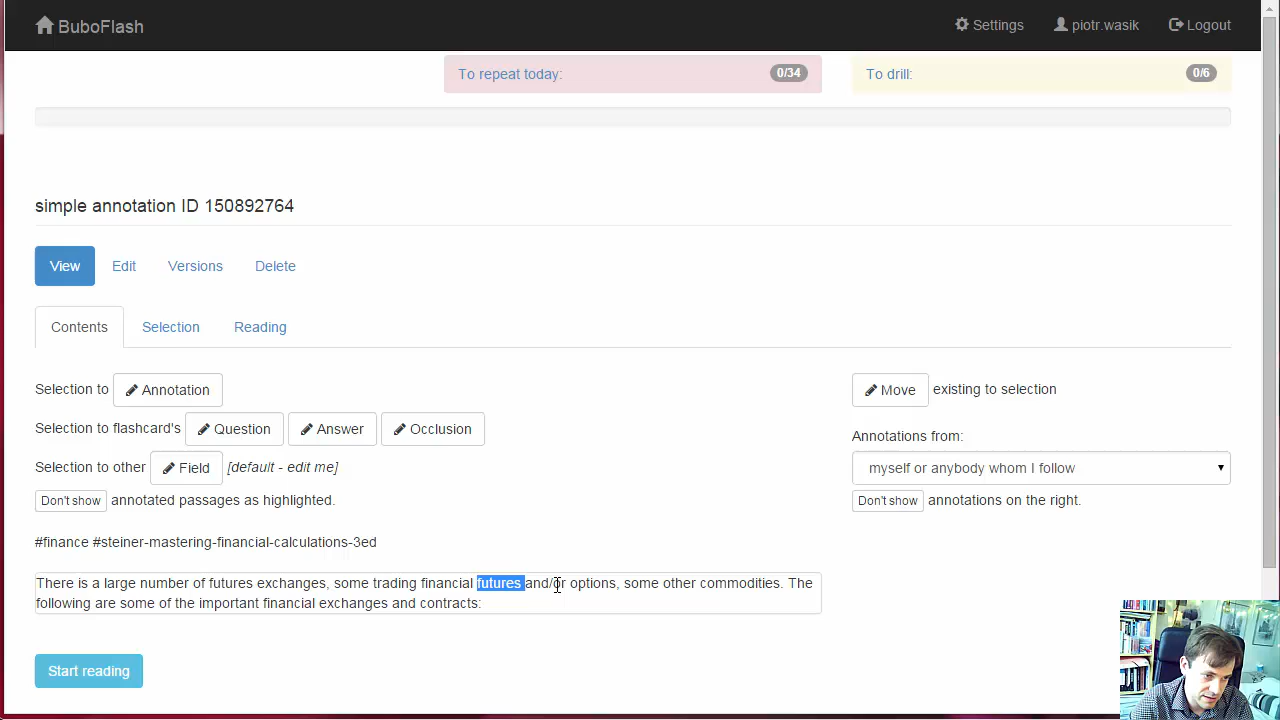 BuboFlash Settings piotr.wasik Logout
To repeat today: 0/34 To drill: 0/6
simple annotation ID 150892764
View Edit Versions Delete
Contents Selection Reading
Selection to Annotation Move existing to selection
Selection to flashcard's Question Answer Occlusion
Annotations from:
Selection to other Field [default - edit me] myself or anybody whom I follow
Don't show annotated passages as highlighted. Don't show annotations on the right.
#finance #steiner-mastering-financial-calculations-3ed
There is a large number of futures exchanges, some trading financial futures and/or options, some other commodities. The
following are some of the important financial exchanges and contracts:
Start reading